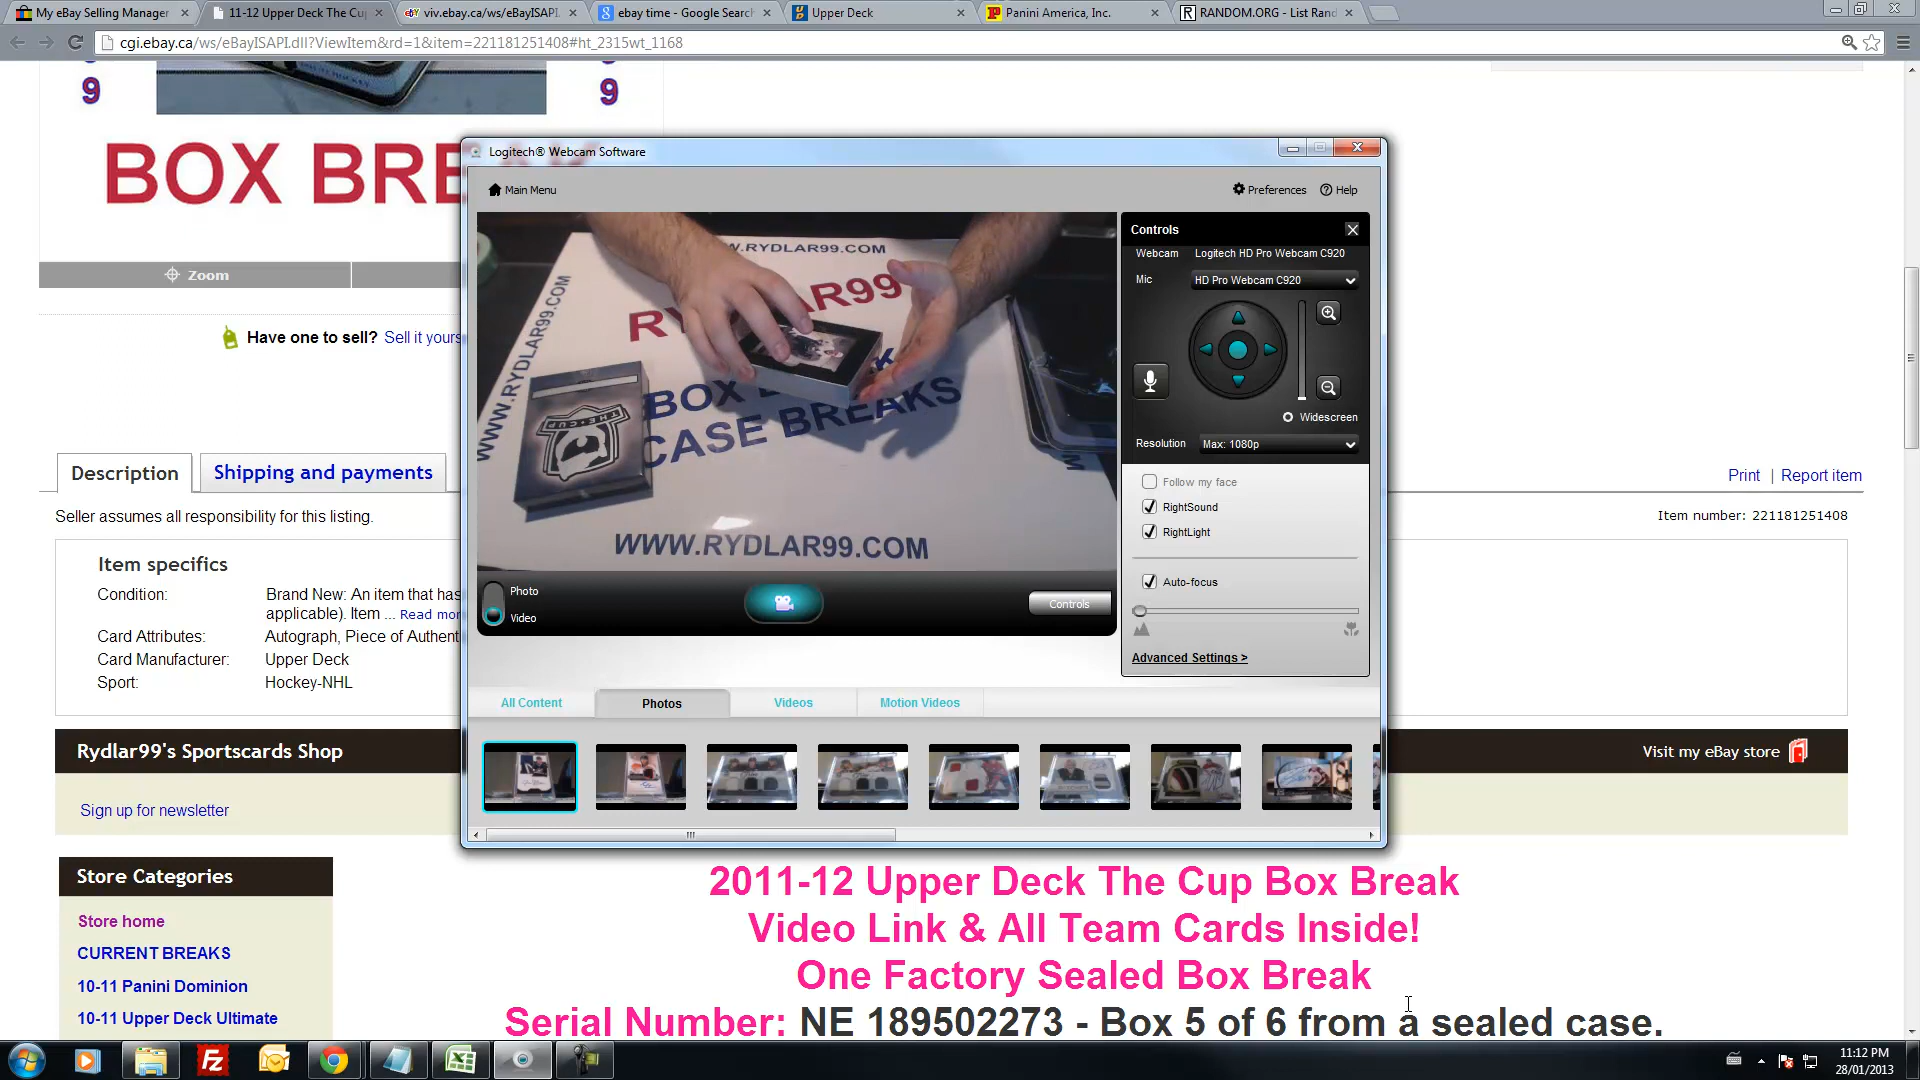 My eBay Selling Manager
11-12 Upper Deck The Cu
viv.ebay.ca/ws/eBayISAPI.
ebay time - Google Search
Upper Deck
Panini America, Inc.
RANDOM.ORG - List Rand
cgi.ebay.ca/ws/eBayISAPI.dll?ViewItem&rd=1&item=221181251408#ht_2315wt_1168
9
9
BOX BRE
Zoom
Have one to sell? Sell it yours
Description
Shipping and payments
Print | Report item
Seller assumes all responsibility for this listing.
Item number: 221181251408
Item specifics
Condition:
Brand New: An item that has
applicable). Item ... Read mor
Card Attributes:
Autograph, Piece of Authent
Card Manufacturer:
Upper Deck
Sport:
Hockey-NHL
Rydlar99's Sportscards Shop
Visit my eBay store
Sign up for newsletter
Store Categories
Store home
CURRENT BREAKS
10-11 Panini Dominion
10-11 Upper Deck Ultimate
Logitech® Webcam Software
Main Menu
Preferences
Help
W.RYDLAR99.COM
WWW.RYDLAR99.COM
RYDLAR99
THE CUP
BOX BREAK
CASE BREAKS
WWW.RYDLAR99.COM
Photo
Video
Controls
Controls
Webcam
Logitech HD Pro Webcam C920
Mic
HD Pro Webcam C920
Widescreen
Resolution
Max: 1080p
Follow my face
RightSound
RightLight
Auto-focus
Advanced Settings >
All Content
Photos
Videos
Motion Videos
2011-12 Upper Deck The Cup Box Break
Video Link & All Team Cards Inside!
One Factory Sealed Box Break
Serial Number: NE 189502273 - Box 5 of 6 from a sealed case.
11:12 PM
28/01/2013